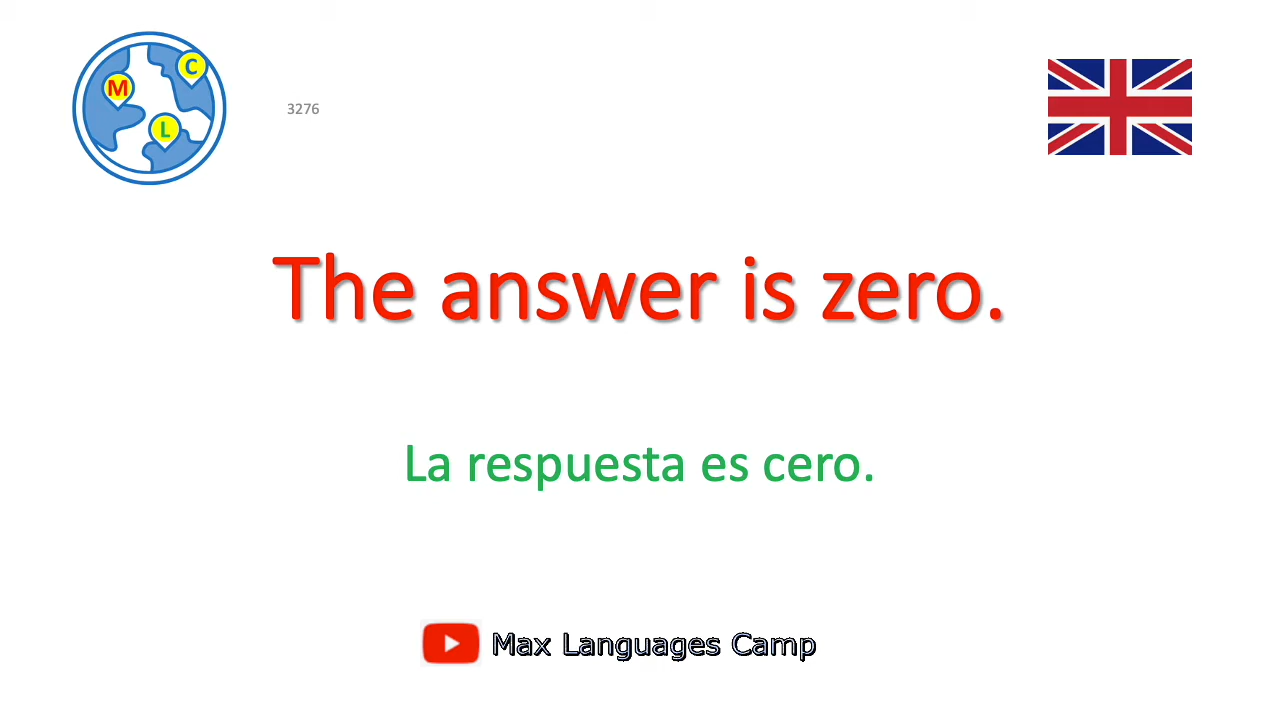 C
M
L
3276
The answer is zero.
La respuesta es cero.
Max Languages Camp